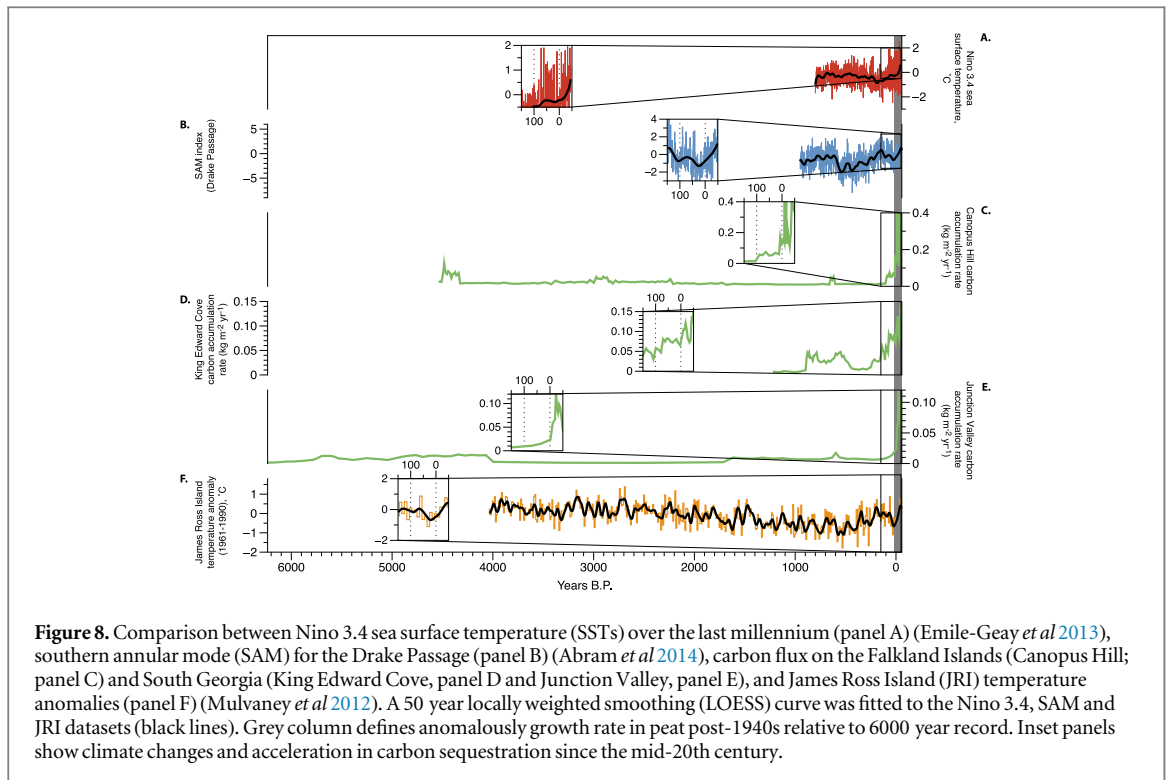 A.
2
1
0
100
0
2
0
−2
Nino 3.4 sea
surface temperature,
°C
B.
5
0
−5
SAM index
(Drake Passage)
4
2
0
−2
100
0
C.
100
0
0.4
0.2
0
0.4
0.2
0
Canopus Hill carbon
accumulation rate
(kg m-2 yr-1)
D.
0.15
0.10
0.05
0
King Edward Cove
carbon accumulation
rate (kg m-2 yr-1)
100
0
0.15
0.10
0.05
0
E.
100
0
0.10
0.05
0
0.10
0.05
0
Junction Valley carbon
accumulation rate
(kg m-2 yr-1)
F.
1
0
−1
−2
James Ross Island
temperature anomaly
(1961-1990), °C
100
0
2
0
−2
6000 5000 4000 3000 2000 1000 0
Years B.P.
Figure 8. Comparison between Nino 3.4 sea surface temperature (SSTs) over the last millennium (panel A) (Emile-Geay et al 2013),
southern annular mode (SAM) for the Drake Passage (panel B) (Abram et al 2014), carbon flux on the Falkland Islands (Canopus Hill;
panel C) and South Georgia (King Edward Cove, panel D and Junction Valley, panel E), and James Ross Island (JRI) temperature
anomalies (panel F) (Mulvaney et al 2012). A 50 year locally weighted smoothing (LOESS) curve was fitted to the Nino 3.4, SAM and
JRI datasets (black lines). Grey column defines anomalously growth rate in peat post-1940s relative to 6000 year record. Inset panels
show climate changes and acceleration in carbon sequestration since the mid-20th century.